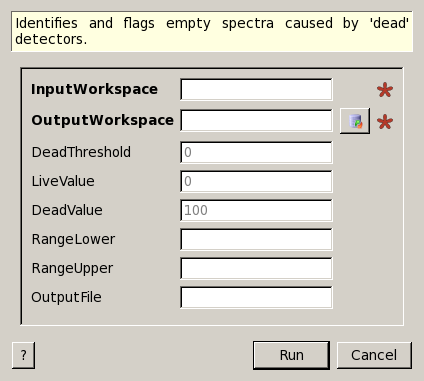 Identifies and flags empty spectra caused by 'dead'
detectors.
InputWorkspace *
OutputWorkspace *
DeadThreshold 0
LiveValue 0
DeadValue 100
RangeLower
RangeUpper
OutputFile
? Run Cancel